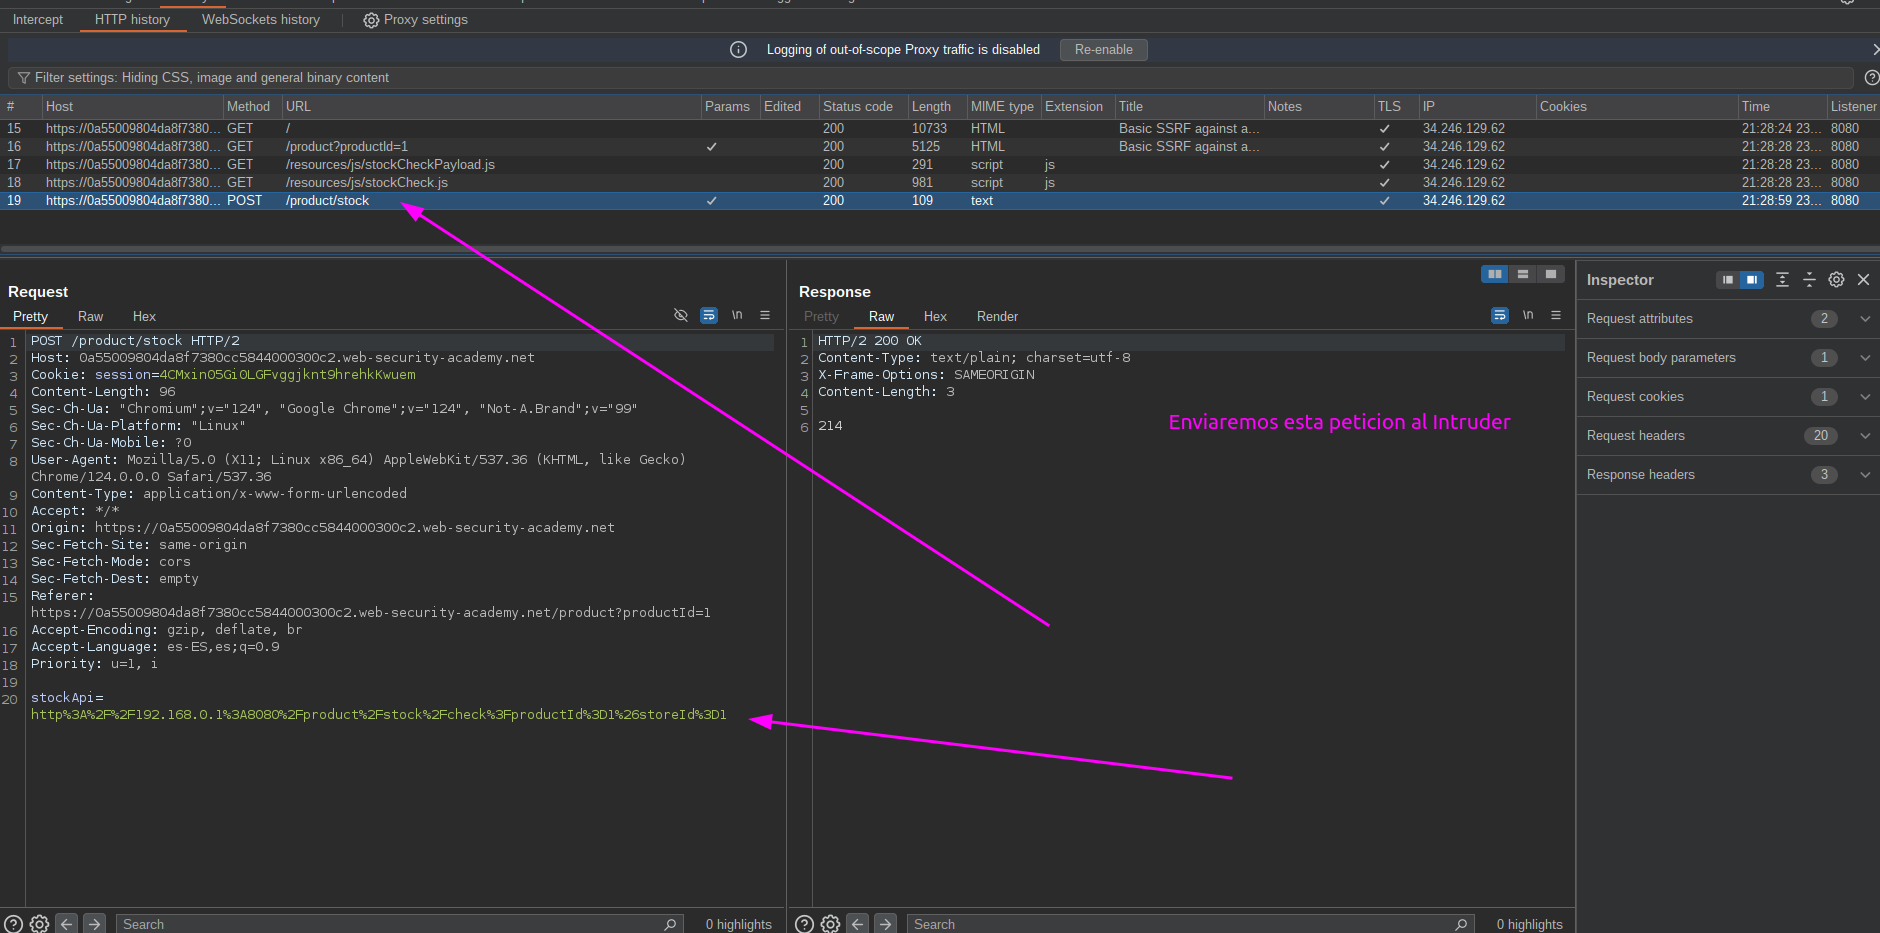 Intercept HTTP history WebSockets history Proxy settings
Logging of out-of-scope Proxy traffic is disabled Re-enable
Filter settings: Hiding CSS, image and general binary content
# Host Method URL Params Edited Status code Length MIME type Extension Title Notes TLS IP Cookies Time Listener
15 https://0a55009804da8f7380... GET / 200 10733 HTML Basic SSRF against a... ✓ 34.246.129.62 21:28:24 23... 8080
16 https://0a55009804da8f7380... GET /product?productId=1 ✓ 200 5125 HTML Basic SSRF against a... ✓ 34.246.129.62 21:28:28 23... 8080
17 https://0a55009804da8f7380... GET /resources/js/stockCheckPayload.js 200 291 script js ✓ 34.246.129.62 21:28:28 23... 8080
18 https://0a55009804da8f7380... GET /resources/js/stockCheck.js 200 981 script js ✓ 34.246.129.62 21:28:28 23... 8080
19 https://0a55009804da8f7380... POST /product/stock ✓ 200 109 text ✓ 34.246.129.62 21:28:59 23... 8080
Request
Pretty Raw Hex \n
1 POST /product/stock HTTP/2
2 Host: 0a55009804da8f7380cc5844000300c2.web-security-academy.net
3 Cookie: session=4CMxin05Gi0LGFvggjknt9hrehkKwuem
4 Content-Length: 96
5 Sec-Ch-Ua: "Chromium";v="124", "Google Chrome";v="124", "Not-A.Brand";v="99"
6 Sec-Ch-Ua-Platform: "Linux"
7 Sec-Ch-Ua-Mobile: ?0
8 User-Agent: Mozilla/5.0 (X11; Linux x86_64) AppleWebKit/537.36 (KHTML, like Gecko)
Chrome/124.0.0.0 Safari/537.36
9 Content-Type: application/x-www-form-urlencoded
10 Accept: */*
11 Origin: https://0a55009804da8f7380cc5844000300c2.web-security-academy.net
12 Sec-Fetch-Site: same-origin
13 Sec-Fetch-Mode: cors
14 Sec-Fetch-Dest: empty
15 Referer:
https://0a55009804da8f7380cc5844000300c2.web-security-academy.net/product?productId=1
16 Accept-Encoding: gzip, deflate, br
17 Accept-Language: es-ES,es;q=0.9
18 Priority: u=1, i
19
20 stockApi=
http%3A%2F%2F192.168.0.1%3A8080%2Fproduct%2Fstock%2Fcheck%3FproductId%3D1%26storeId%3D1
Search 0 highlights
Response
Pretty Raw Hex Render \n
1 HTTP/2 200 OK
2 Content-Type: text/plain; charset=utf-8
3 X-Frame-Options: SAMEORIGIN
4 Content-Length: 3
5
6 214
Enviaremos esta peticion al Intruder
Search 0 highlights
Inspector
Request attributes 2
Request body parameters 1
Request cookies 1
Request headers 20
Response headers 3